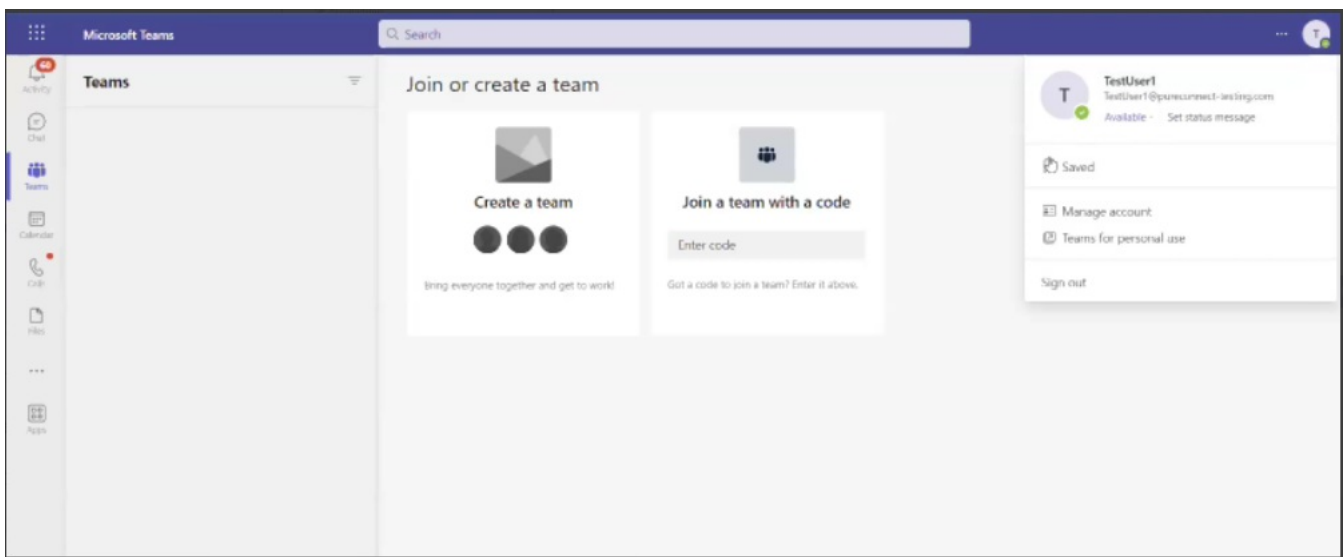 Microsoft Teams
Search
T
60
Activity
Chat
Teams
Calendar
Calls
Files
Apps
Teams
Join or create a team
Create a team
Bring everyone together and get to work!
Join a team with a code
Enter code
Got a code to join a team? Enter it above.
T
TestUser1
TestUser1@pureconnect-testing.com
Available
Set status message
Saved
Manage account
Teams for personal use
Sign out